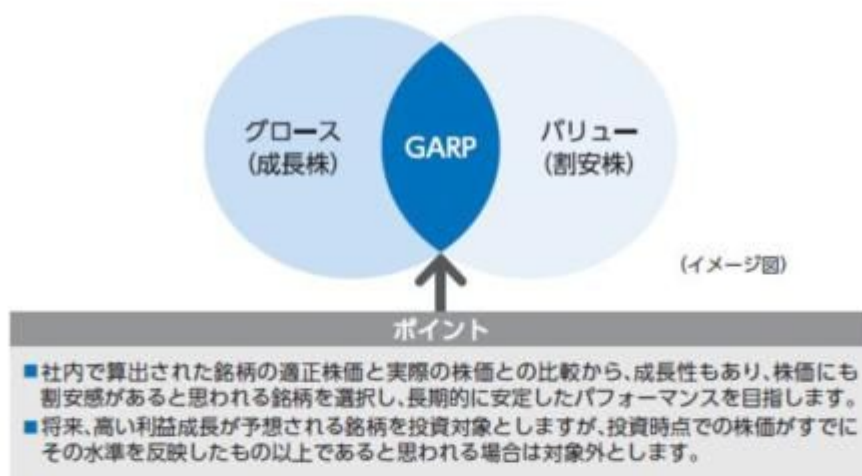 グロース
(成長株)
GARP
バリュー
(割安株)
(イメージ図)
ポイント
■社内で算出された銘柄の適正株価と実際の株価との比較から、成長性もあり、株価にも
割安感があると思われる銘柄を選択し、長期的に安定したパフォーマンスを目指します。
■将来、高い利益成長が予想される銘柄を投資対象としますが、投資時点での株価がすでに
その水準を反映したもの以上であると思われる場合は対象外とします。